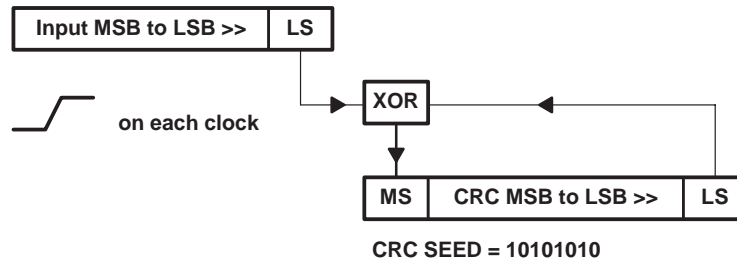 Input MSB to LSB >> LS
XOR
on each clock
MS CRC MSB to LSB >> LS
CRC SEED = 10101010